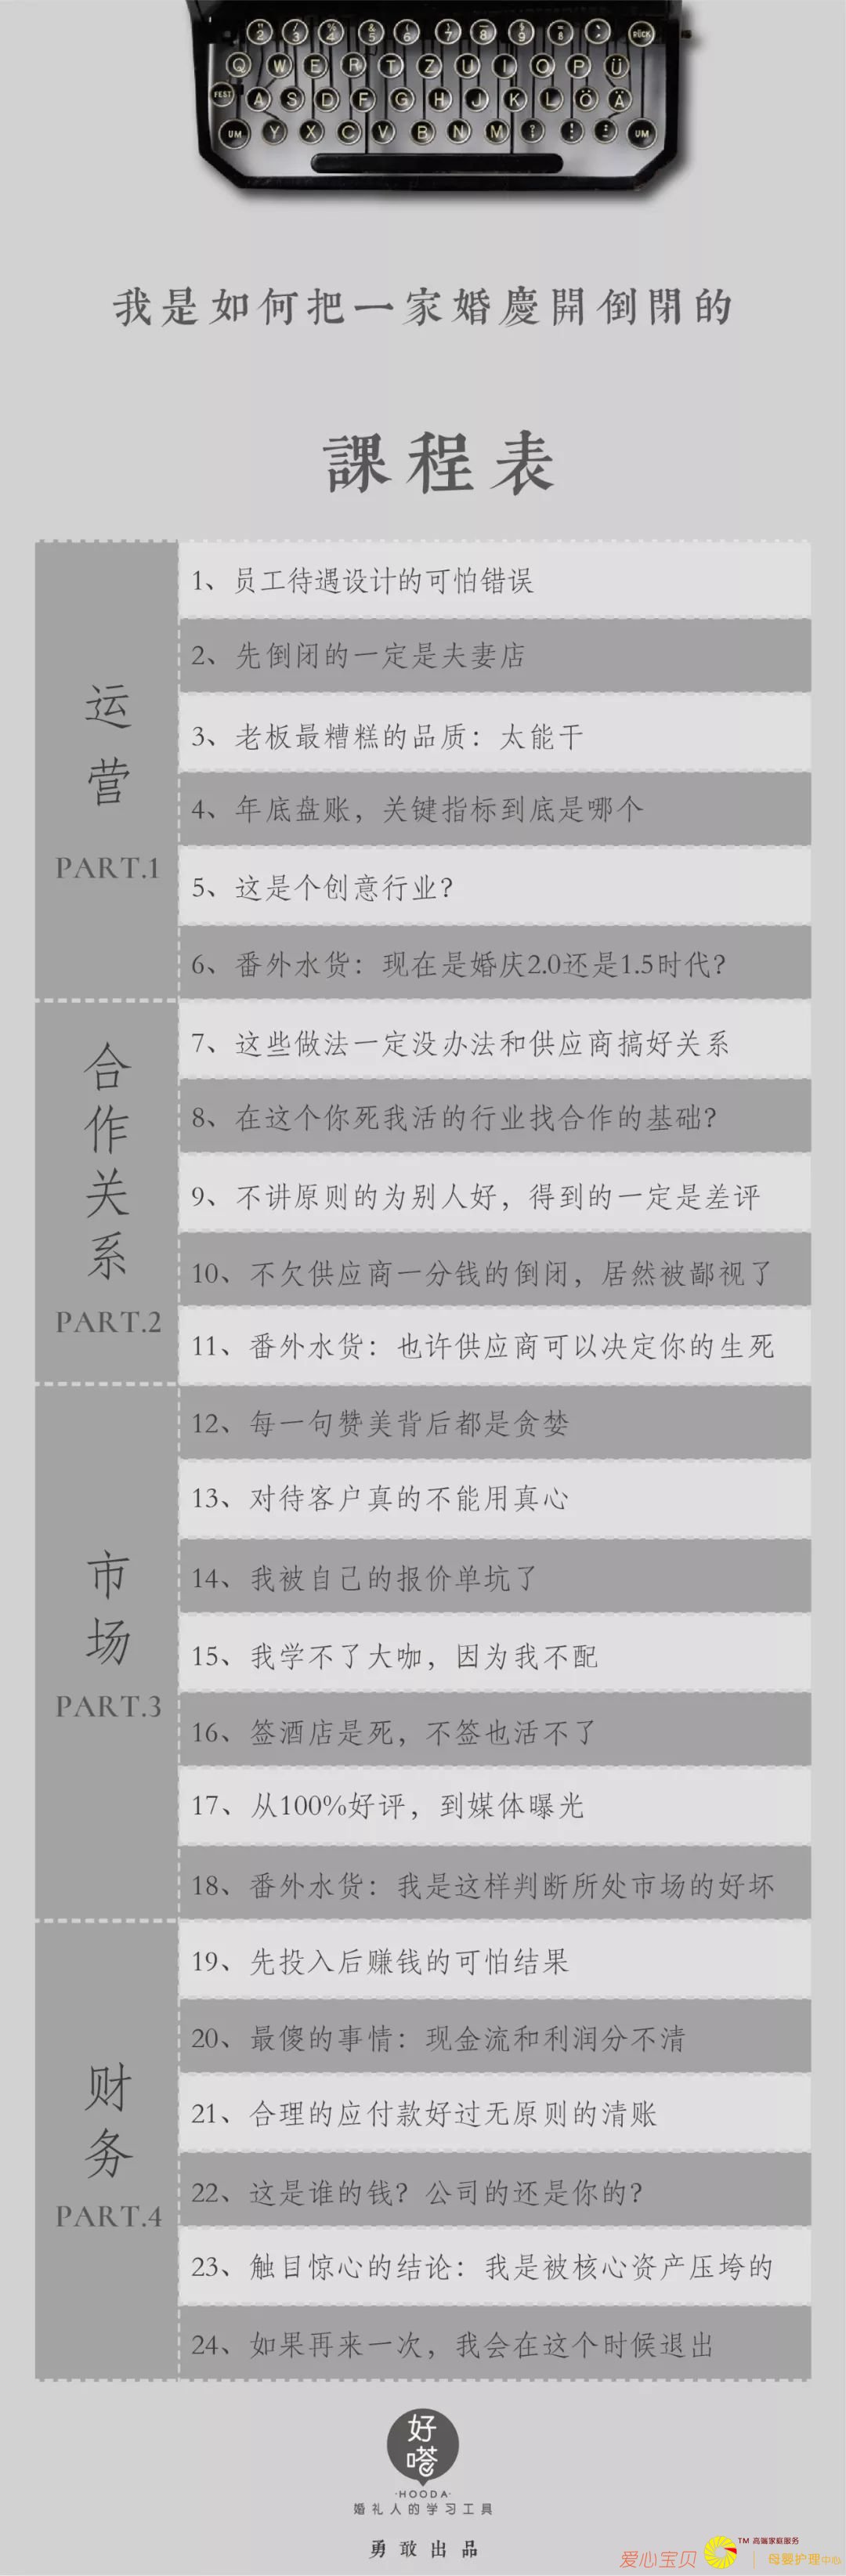 2 3 4 5 6 7 8 9 RÜCK
Q W E R T Z U I O P Ü
FEST A S D F G H J K L Ö Ä
UM Y X C V B N M UM
我是如何把一家婚慶開倒閉的
課程表
运营
PART.1
1、员工待遇设计的可怕错误
2、先倒闭的一定是夫妻店
3、老板最糟糕的品质：太能干
4、年底盘账，关键指标到底是哪个
5、这是个创意行业？
6、番外水货：现在是婚庆2.0还是1.5时代？
合作关系
PART.2
7、这些做法一定没办法和供应商搞好关系
8、在这个你死我活的行业找合作的基础？
9、不讲原则的为别人好，得到的一定是差评
10、不欠供应商一分钱的倒闭，居然被鄙视了
11、番外水货：也许供应商可以决定你的生死
市场
PART.3
12、每一句赞美背后都是贪婪
13、对待客户真的不能用真心
14、我被自己的报价单坑了
15、我学不了大咖，因为我不配
16、签酒店是死，不签也活不了
17、从100%好评，到媒体曝光
18、番外水货：我是这样判断所处市场的好坏
财务
PART.4
19、先投入后赚钱的可怕结果
20、最傻的事情：现金流和利润分不清
21、合理的应付款好过无原则的清账
22、这是谁的钱？公司的还是你的？
23、触目惊心的结论：我是被核心资产压垮的
24、如果再来一次，我会在这个时候退出
好嗒
·HOODA·
婚礼人的学习工具
勇敢出品
爱心宝贝 TM 高端家庭服务
母婴护理中心